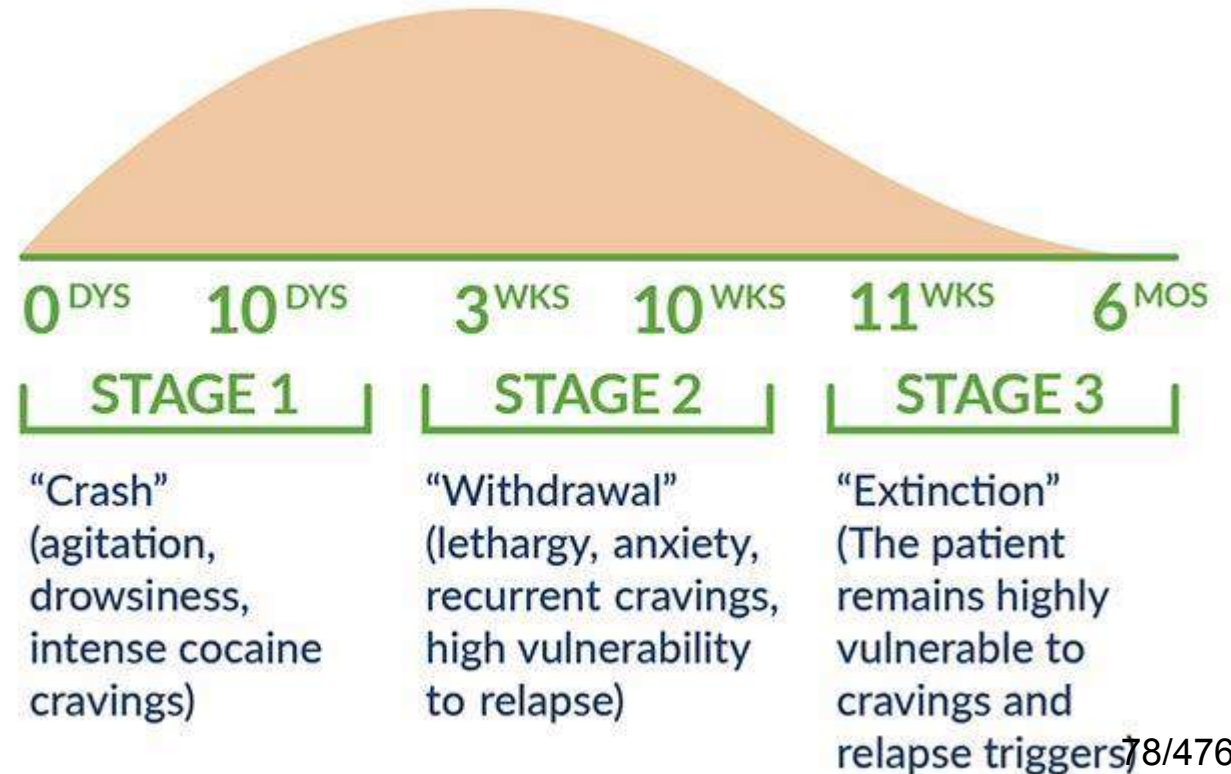 0 DYS 10 DYS 3 WKS 10 WKS 11 WKS 6 MOS
STAGE 1 STAGE 2 STAGE 3
“Crash”
(agitation,
drowsiness,
intense cocaine
cravings)
“Withdrawal”
(lethargy, anxiety,
recurrent cravings,
high vulnerability
to relapse)
“Extinction”
(The patient
remains highly
vulnerable to
cravings and
relapse triggers)
78/476